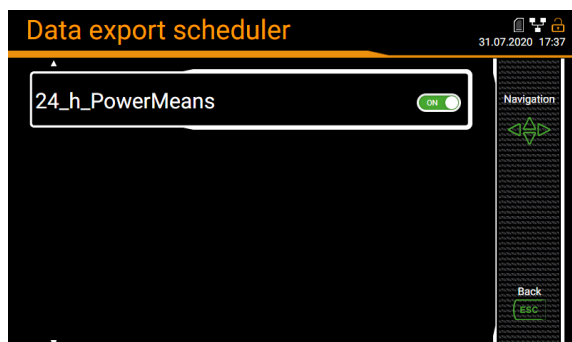 Data export scheduler
31.07.2020 17:37
24_h_PowerMeans
ON
Navigation
Back
ESC